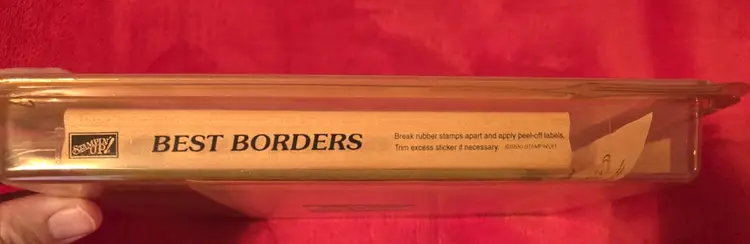 STAMPIN' UP!
BEST BORDERS
Break rubber stamps apart and apply peel-off labels.
Trim excess sticker if necessary.